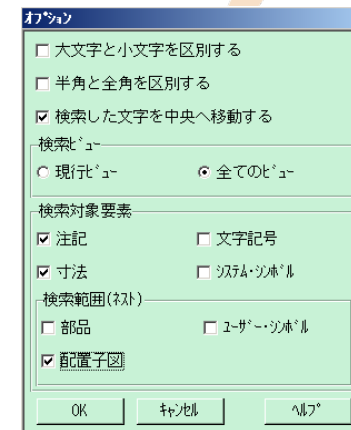 ｵﾌﾟｼｮﾝ
大文字と小文字を区別する
半角と全角を区別する
検索した文字を中央へ移動する
検索ﾋﾞｭｰ
現行ﾋﾞｭｰ 全てのﾋﾞｭｰ
検索対象要素
注記 文字記号
寸法 ｼｽﾃﾑ･ｼﾝﾎﾞﾙ
検索範囲(ﾈｽﾄ)
部品 ﾕｰｻﾞｰ･ｼﾝﾎﾞﾙ
配置子図
OK ｷｬﾝｾﾙ ﾍﾙﾌﾟ